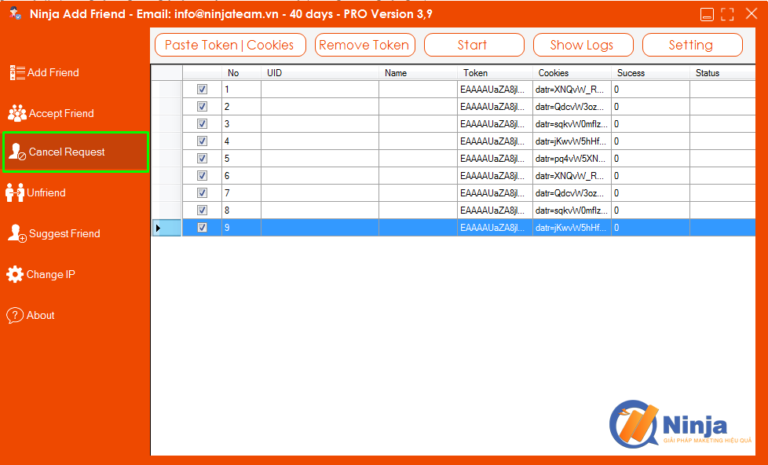 Ninja Add Friend - Email: info@ninjateam.vn - 40 days - PRO Version 3,9
Paste Token|Cookies Remove Token Start Show Logs Setting
Add Friend
Accept Friend
Cancel Request
Unfriend
Suggest Friend
Change IP
About
No UID Name Token Cookies Sucess Status
1 EAAAAUaZA8jl... datr=XNQvW_R... 0
2 EAAAAUaZA8jl... datr=QdcvW3oz... 0
3 EAAAAUaZA8jl... datr=sqkvW0mflz... 0
4 EAAAAUaZA8jl... datr=jKwvW5hHf... 0
5 EAAAAUaZA8jl... datr=pq4vW5XN... 0
6 EAAAAUaZA8jl... datr=XNQvW_R... 0
7 EAAAAUaZA8jl... datr=QdcvW3oz... 0
8 EAAAAUaZA8jl... datr=sqkvW0mflz... 0
9 EAAAAUaZA8jl... datr=jKwvW5hHf... 0
Ninja
GIẢI PHÁP MAKETING HIỆU QUẢ